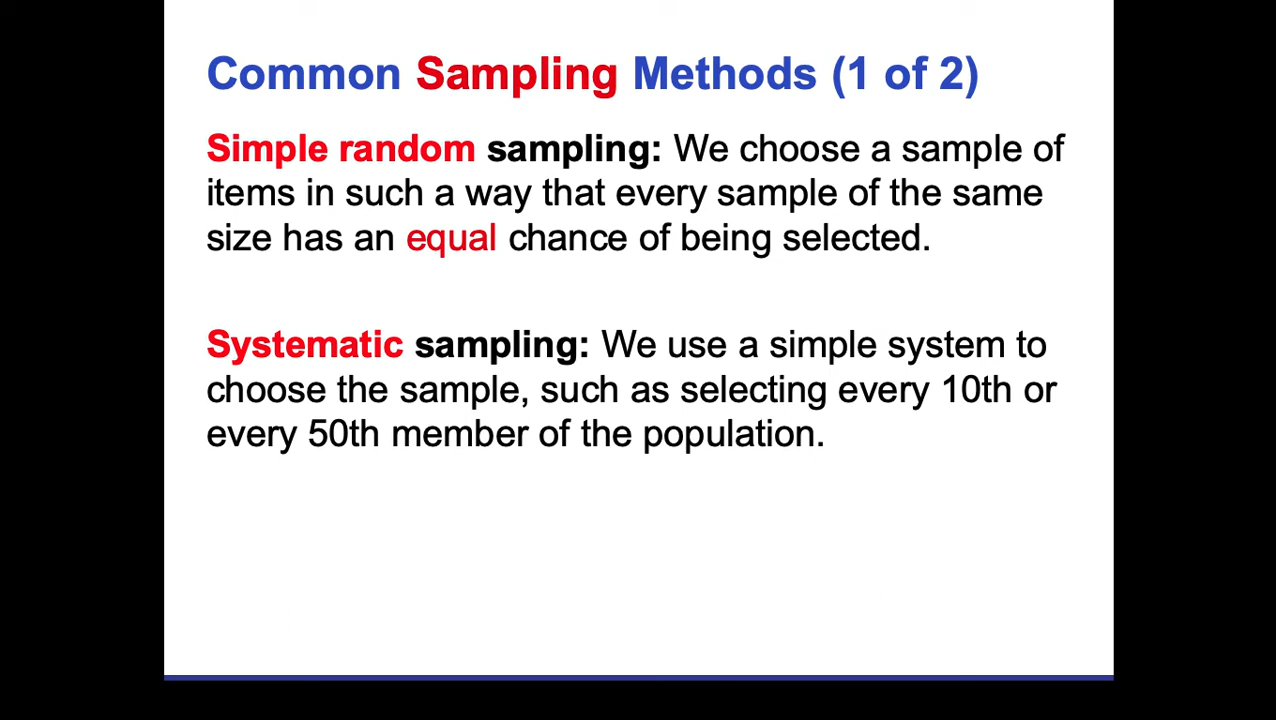 Common Sampling Methods (1 of 2)
Simple random sampling: We choose a sample of
items in such a way that every sample of the same
size has an equal chance of being selected.
Systematic sampling: We use a simple system to
choose the sample, such as selecting every 10th or
every 50th member of the population.